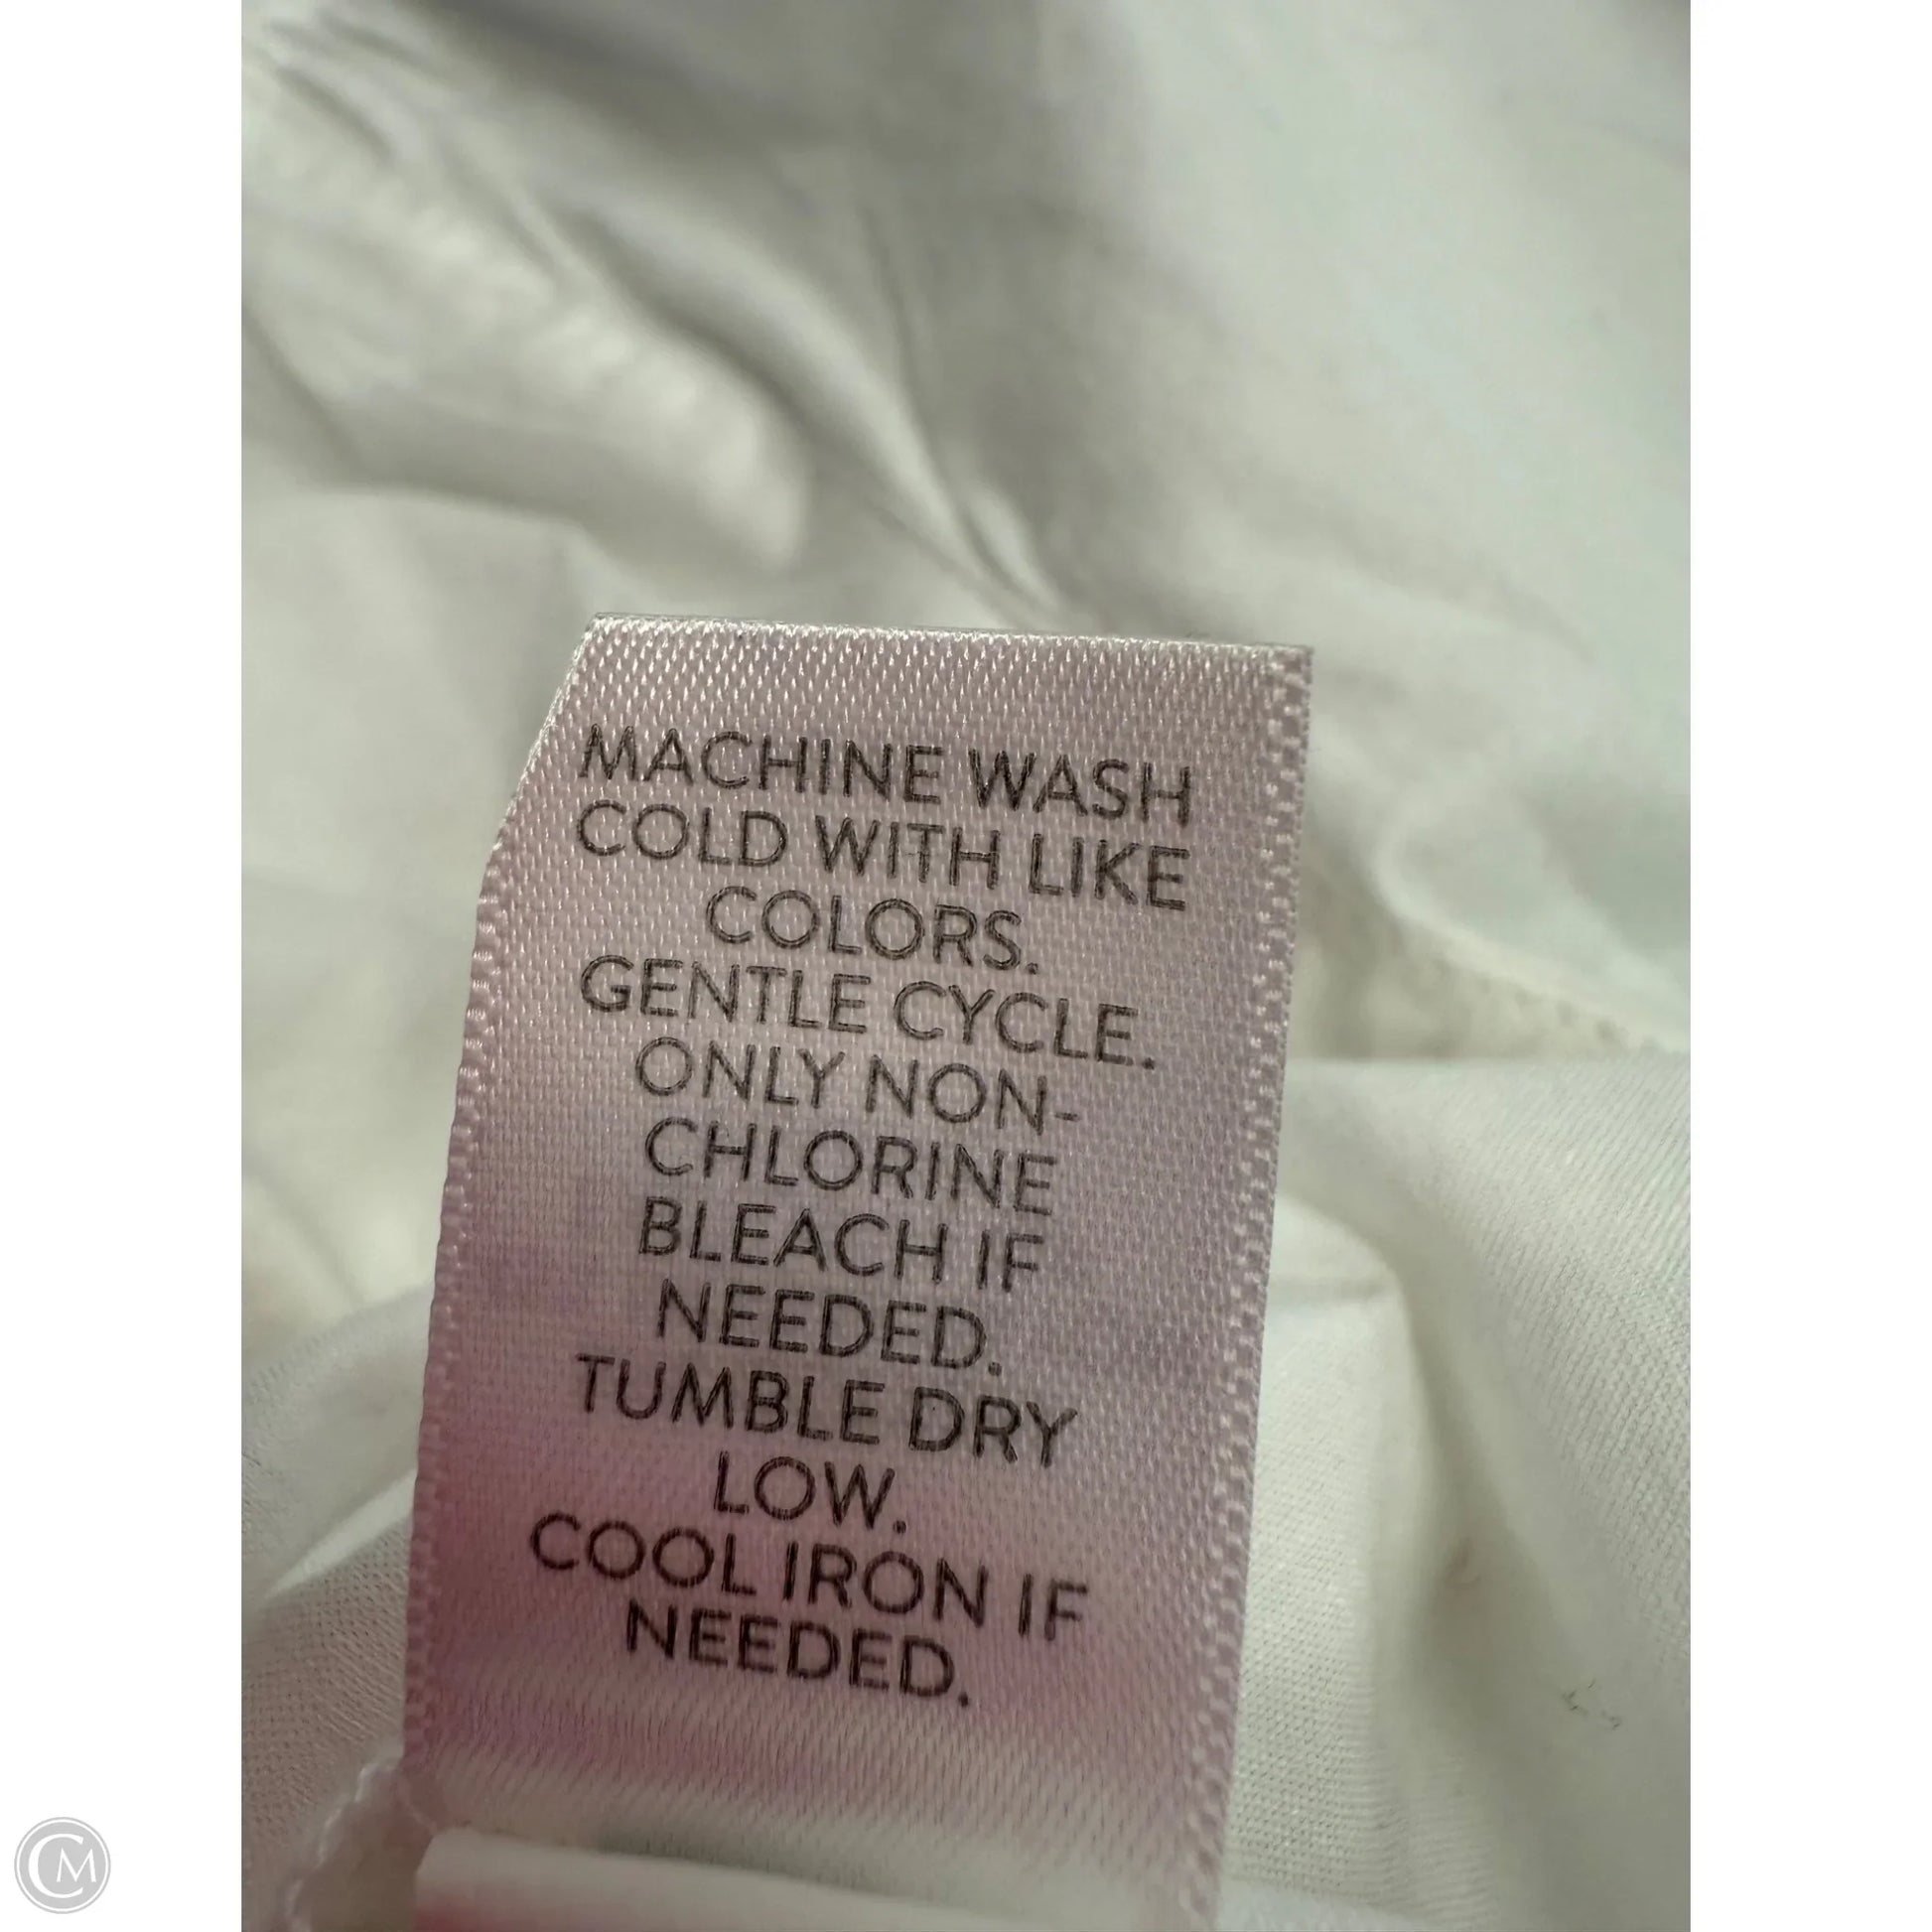 MACHINE WASH
COLD WITH LIKE
COLORS.
GENTLE CYCLE.
ONLY NON-
CHLORINE
BLEACH IF
NEEDED.
TUMBLE DRY
LOW.
COOL IRON IF
NEEDED.
CM